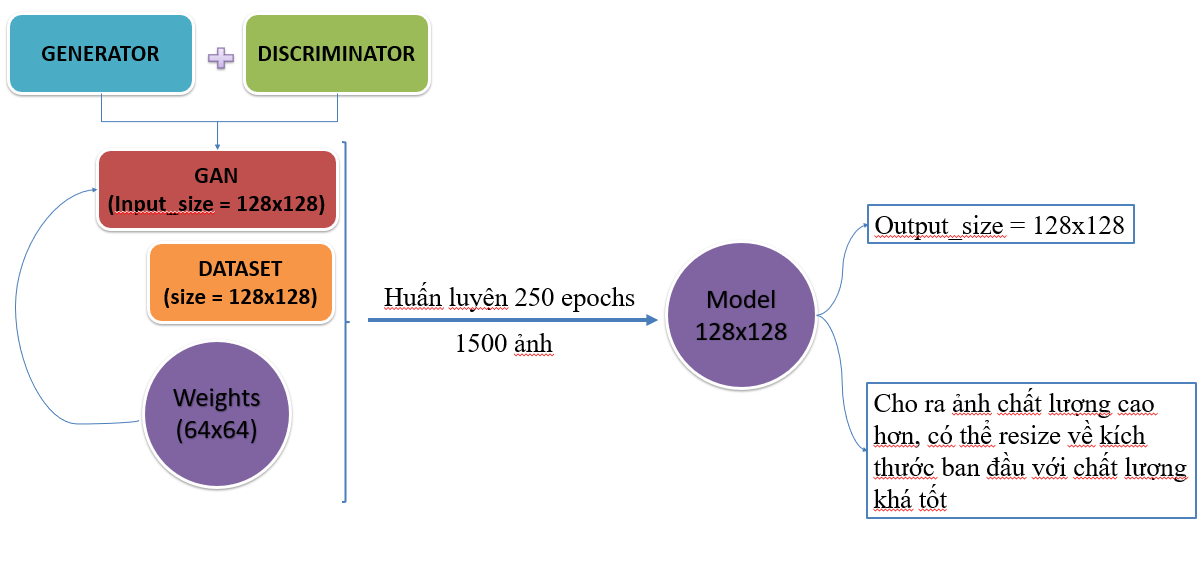 GENERATOR
DISCRIMINATOR
GAN
(Input_size = 128x128)
DATASET
(size = 128x128)
Weights
(64x64)
Huấn luyện 250 epochs
1500 ảnh
Model
128x128
Output_size = 128x128
Cho ra ảnh chất lượng cao
hơn, có thể resize về kích
thước ban đầu với chất lượng
khá tốt